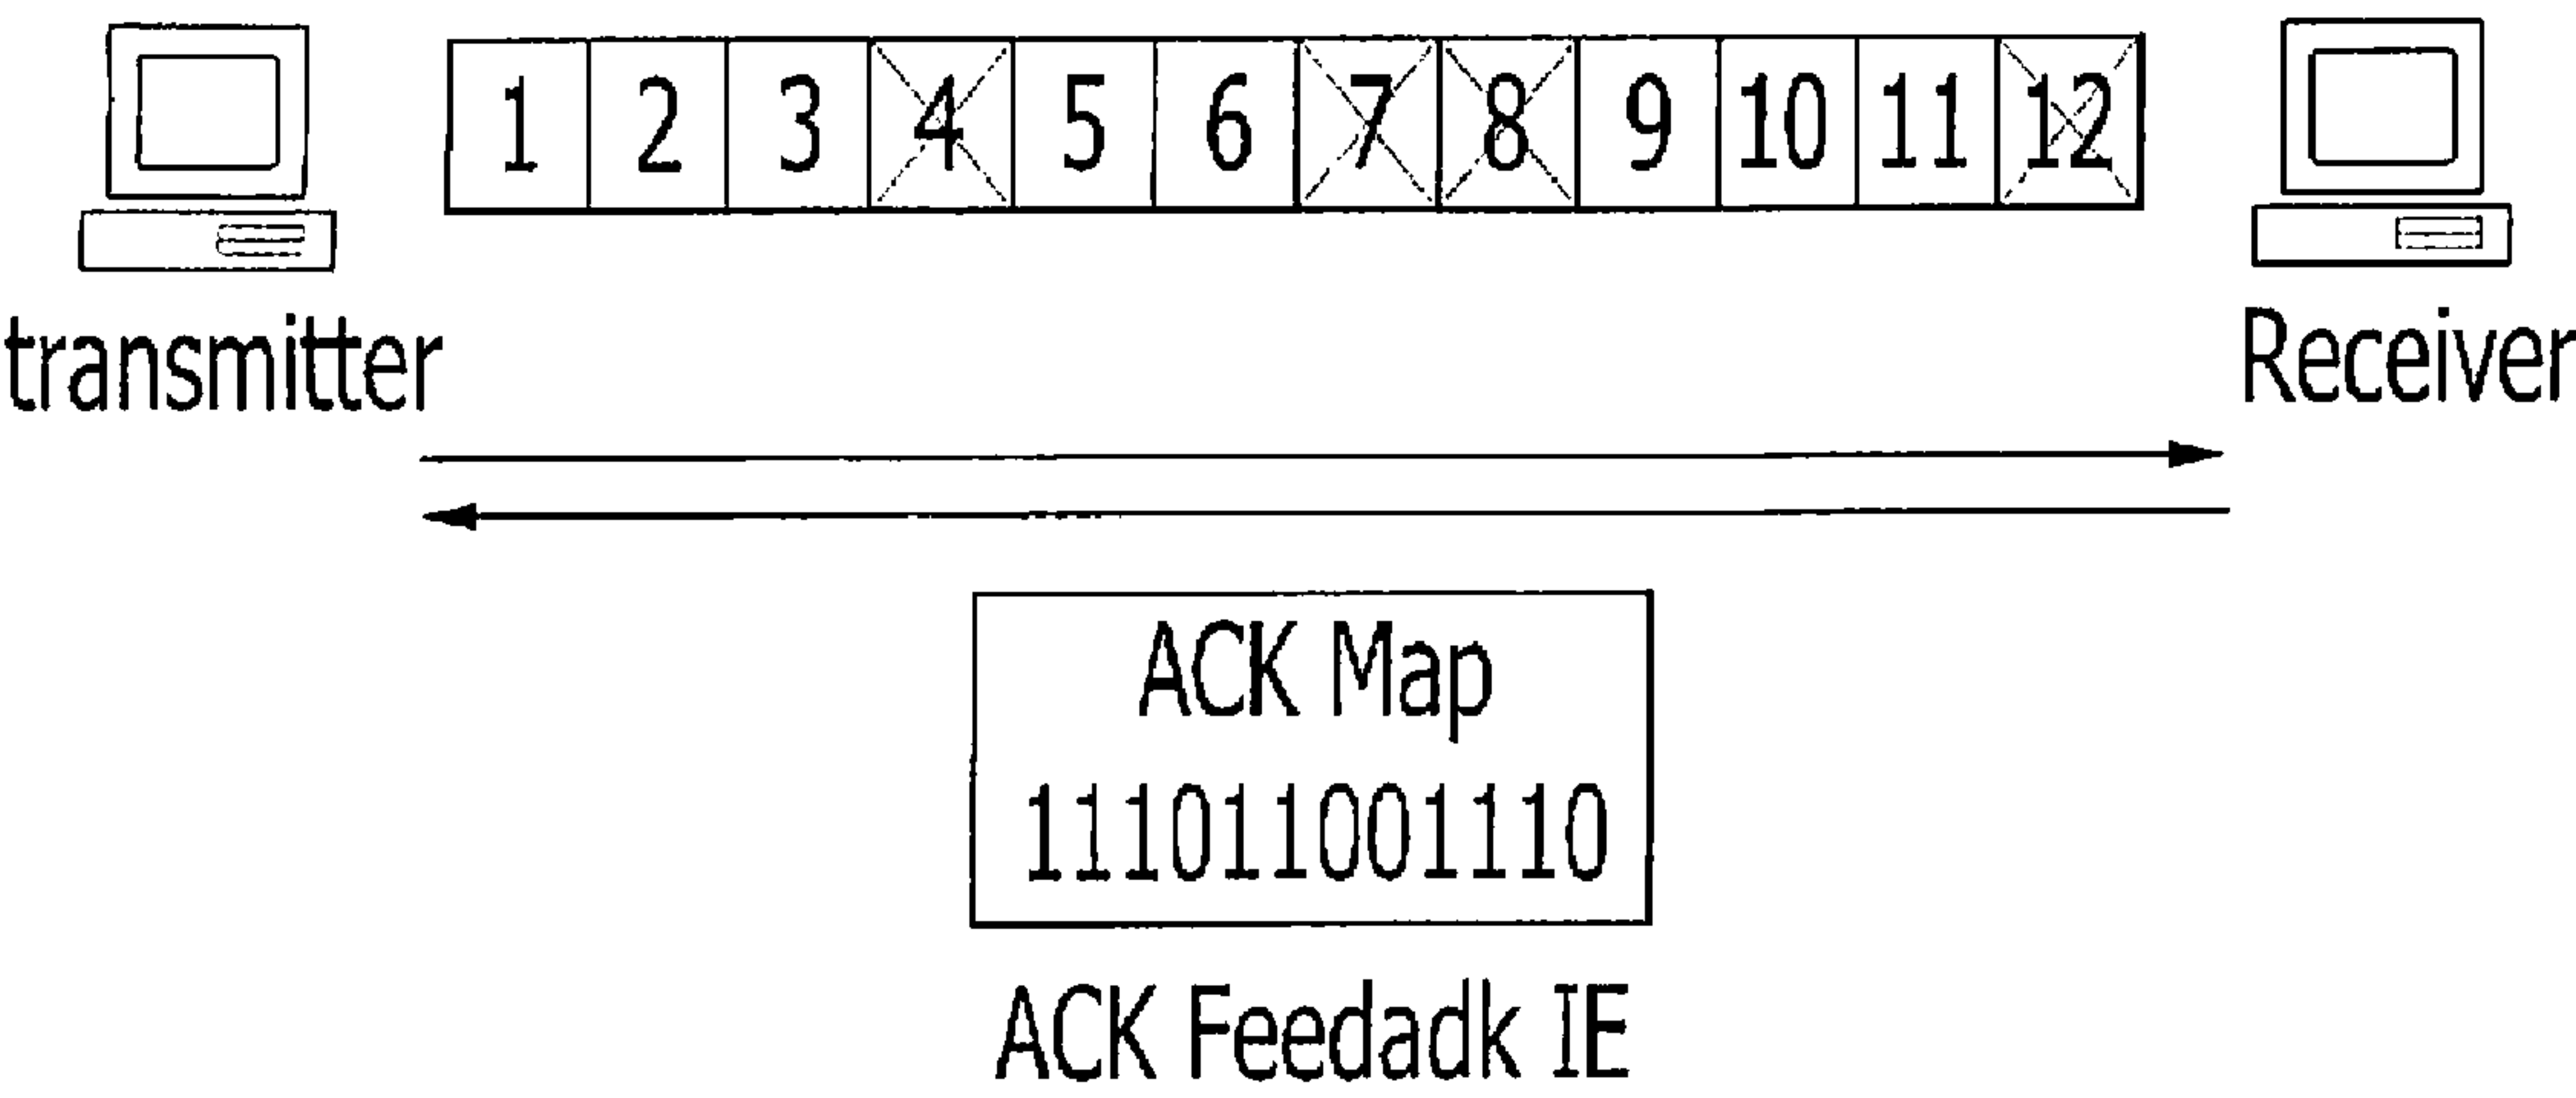 1 2 3 4 5 6 7 8 9 10 11 12
transmitter
Receiver
ACK Map
111011001110
ACK Feedadk IE